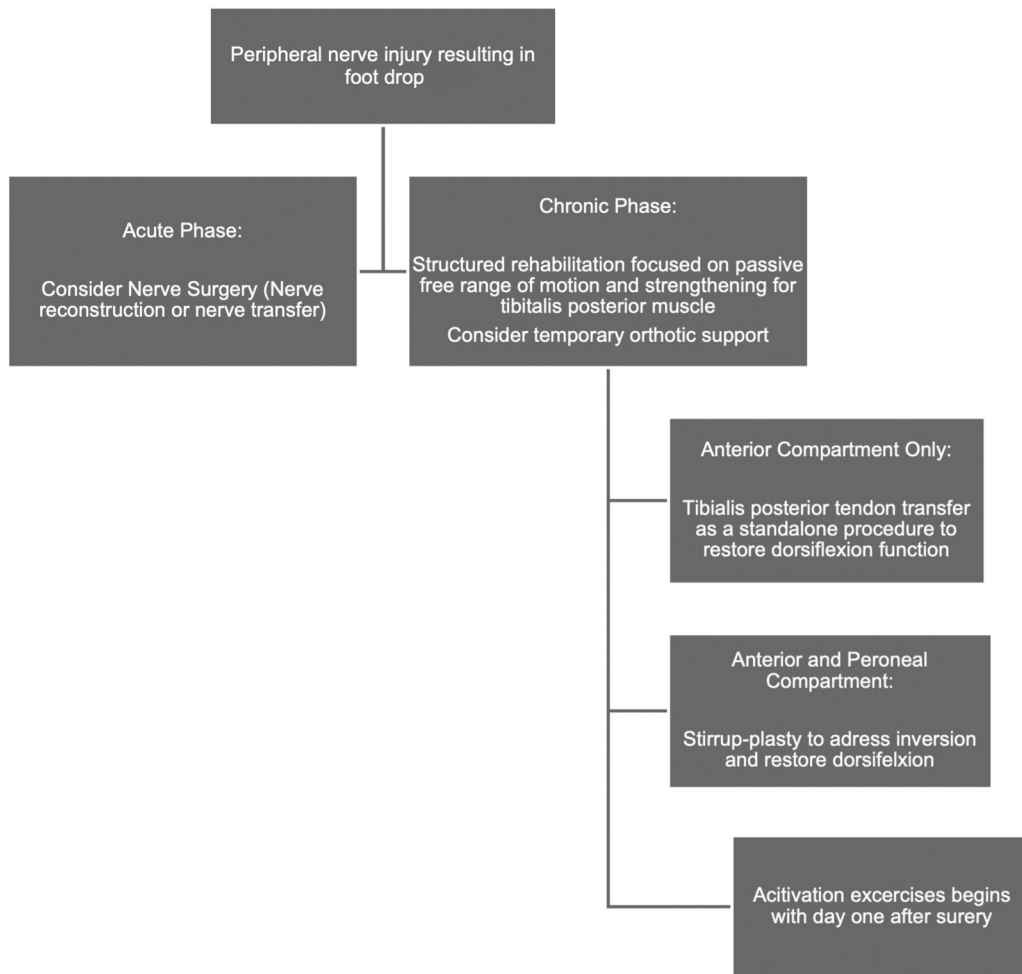 Peripheral nerve injury resulting in
foot drop
Acute Phase:
Consider Nerve Surgery (Nerve
reconstruction or nerve transfer)
Chronic Phase:
Structured rehabilitation focused on passive
free range of motion and strengthening for
tibitalis posterior muscle
Consider temporary orthotic support
Anterior Compartment Only:
Tibialis posterior tendon transfer
as a standalone procedure to
restore dorsiflexion function
Anterior and Peroneal
Compartment:
Stirrup-plasty to adress inversion
and restore dorsifelxion
Acitivation excercises begins
with day one after surery